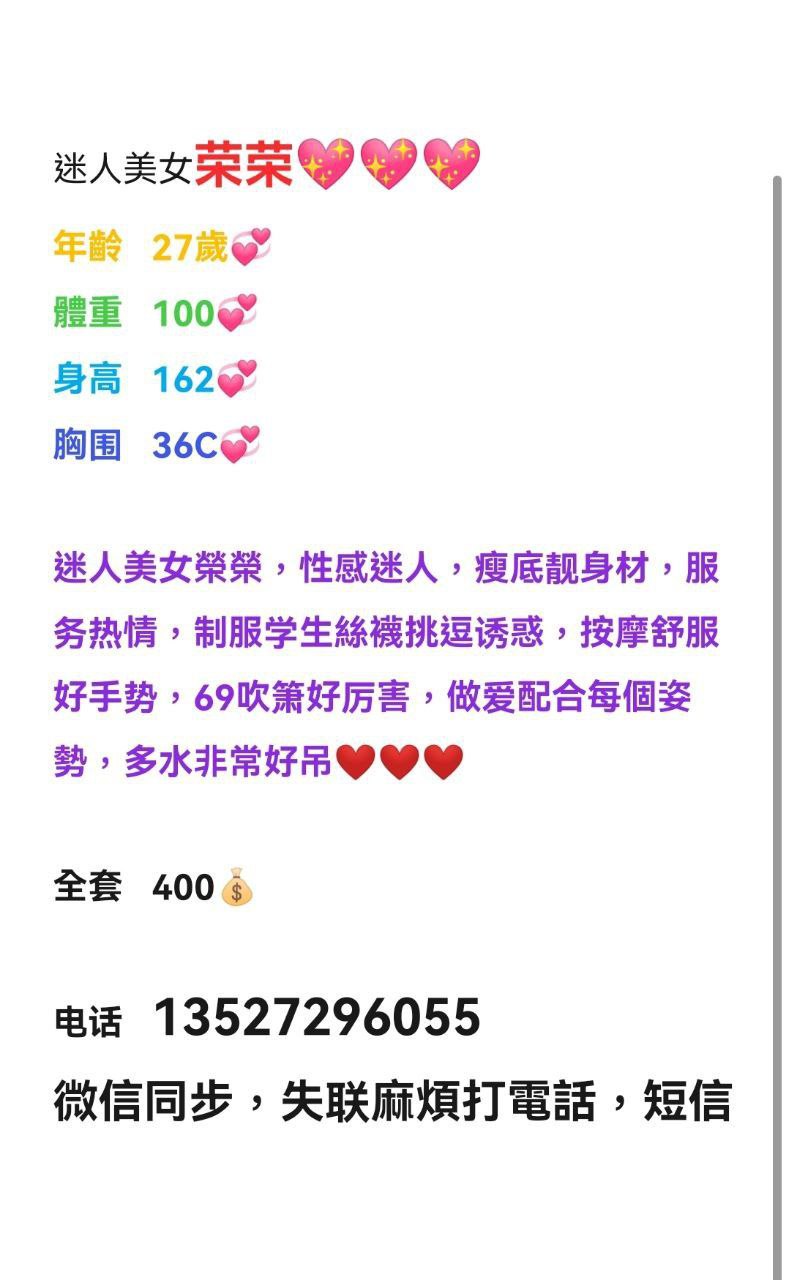 迷人美女荣荣💖💖💖
年齡 27歲💞
體重 100💞
身高 162💞
胸围 36C💞
迷人美女榮榮，性感迷人，瘦底靓身材，服
务热情，制服学生絲襪挑逗诱惑，按摩舒服
好手势，69吹箫好厉害，做爱配合每個姿
勢，多水非常好吊❤️❤️❤️
全套 400💰
电话 13527296055
微信同步，失联麻煩打電話，短信